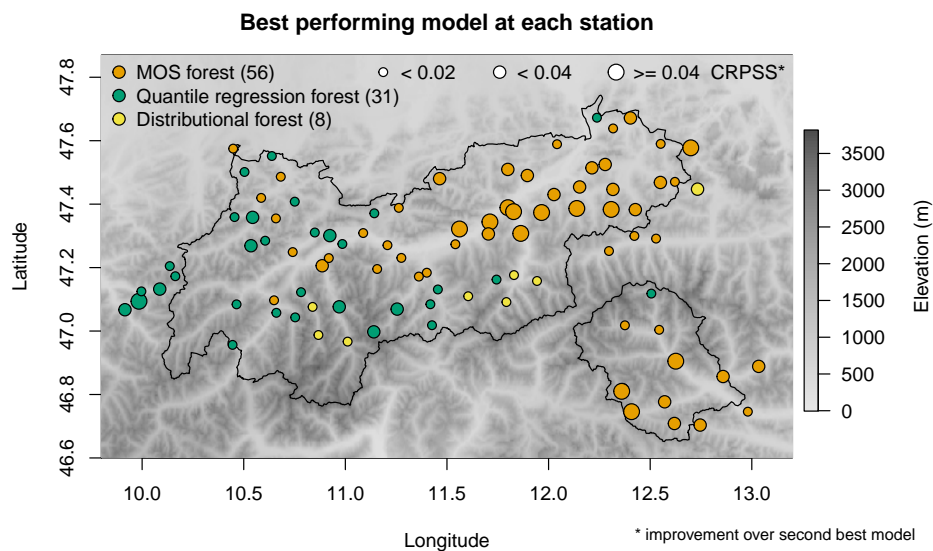 Best performing model at each station
MOS forest (56)
Quantile regression forest (31)
Distributional forest (8)
< 0.02 < 0.04 >= 0.04 CRPSS*
47.8
47.6
47.4
47.2
47.0
46.8
46.6
Latitude
10.0 10.5 11.0 11.5 12.0 12.5 13.0
Longitude
3500
3000
2500
2000
1500
1000
500
0
Elevation (m)
* improvement over second best model